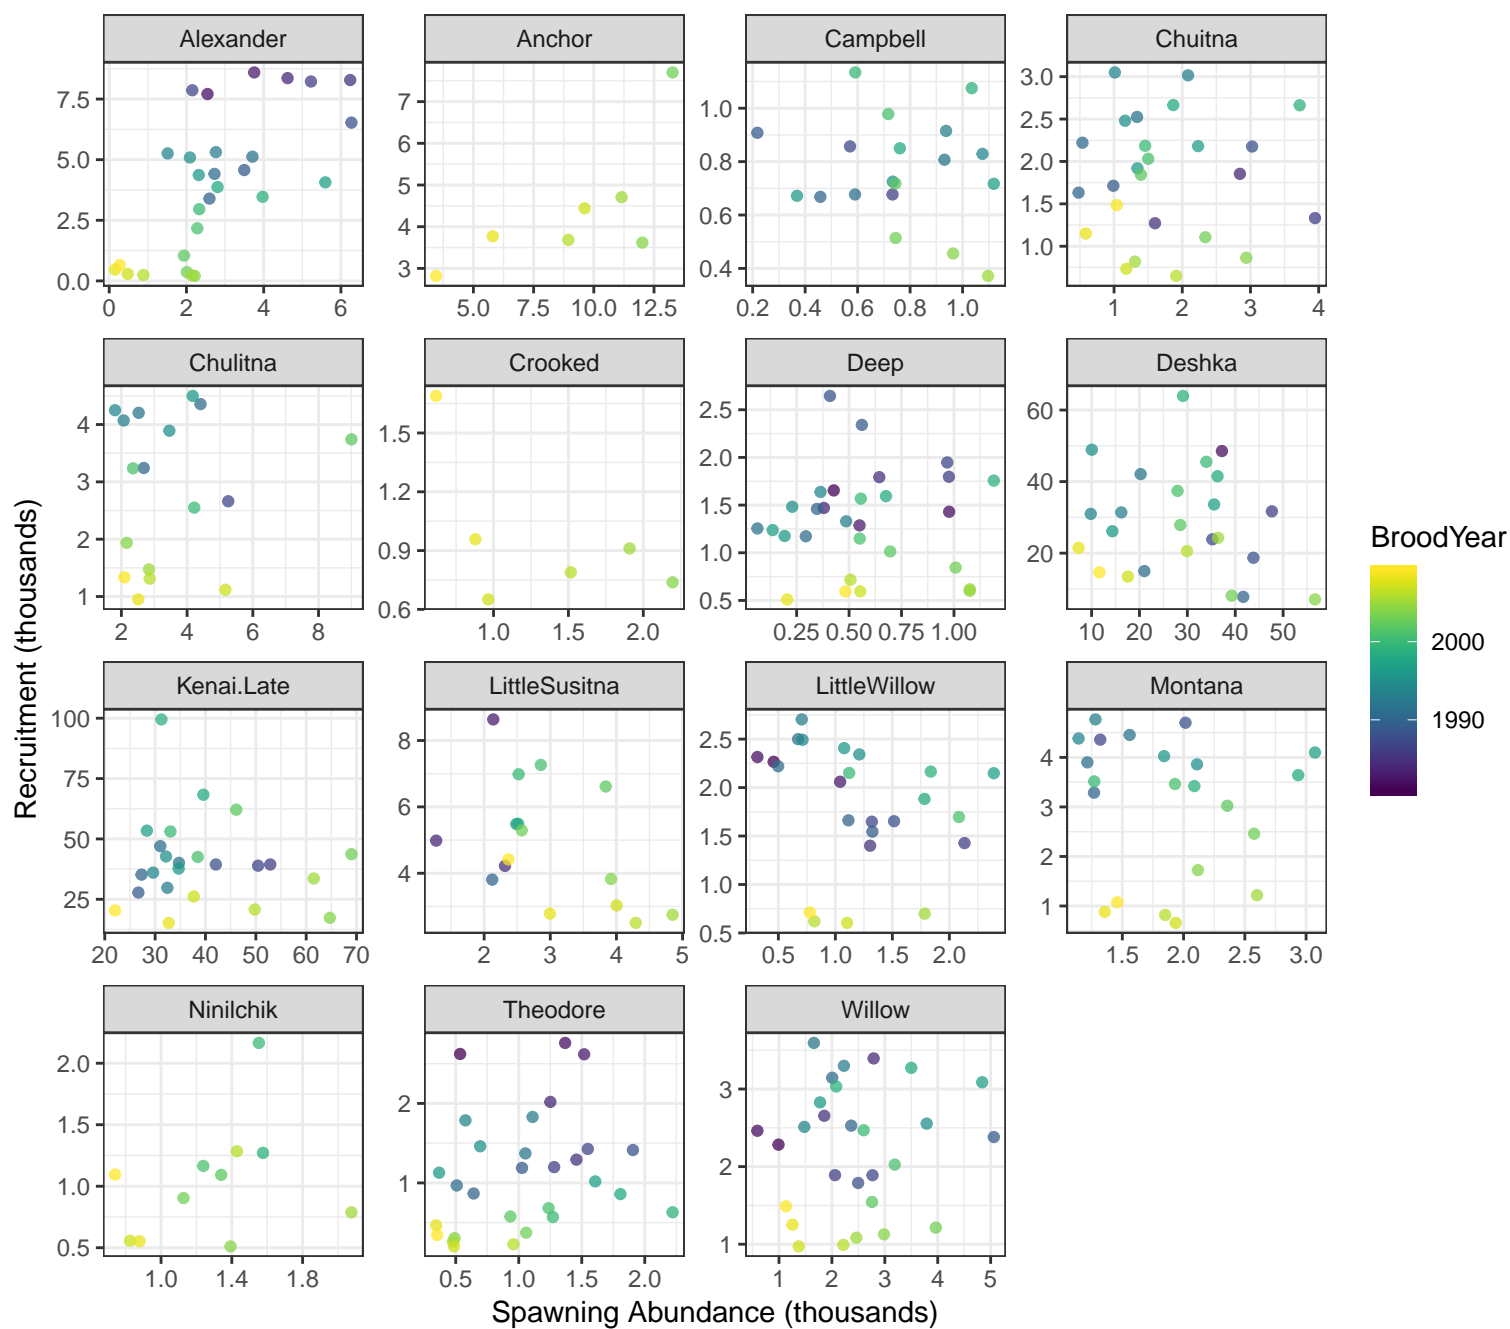 Alexander Anchor Campbell Chuitna
7.5 5.0 2.5 0.0
7 6 5 4 3
1.0 0.8 0.6 0.4
3.0 2.5 2.0 1.5 1.0
0 2 4 6
5.0 7.5 10.0 12.5
0.2 0.4 0.6 0.8 1.0
1 2 3 4
Chulitna Crooked Deep Deshka
4 3 2 1
1.5 1.2 0.9 0.6
2.5 2.0 1.5 1.0 0.5
60 40 20
2 4 6 8
1.0 1.5 2.0
0.25 0.50 0.75 1.00
10 20 30 40 50
Kenai.Late LittleSusitna LittleWillow Montana
100 75 50 25
8 6 4
2.5 2.0 1.5 1.0 0.5
4 3 2 1
20 30 40 50 60 70
2 3 4 5
0.5 1.0 1.5 2.0
1.5 2.0 2.5 3.0
Ninilchik Theodore Willow
2.0 1.5 1.0 0.5
2 1
3 2 1
1.0 1.4 1.8
0.5 1.0 1.5 2.0
1 2 3 4 5
Spawning Abundance (thousands)
Recruitment (thousands)
BroodYear
2000
1990